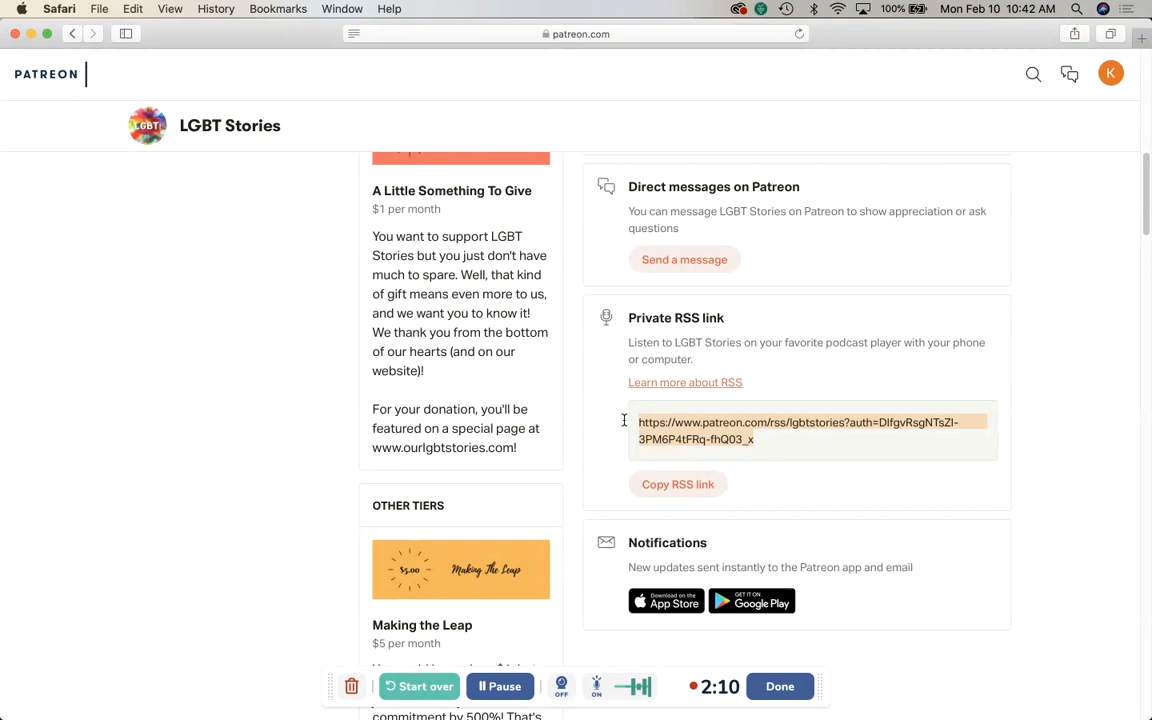 Safari File Edit View History Bookmarks Window Help 100% Mon Feb 10 10:42 AM
patreon.com
PATREON K
LGBT LGBT Stories
A Little Something To Give
$1 per month
You want to support LGBT
Stories but you just don't have
much to spare. Well, that kind
of gift means even more to us,
and we want you to know it!
We thank you from the bottom
of our hearts (and on our
website)!
For your donation, you'll be
featured on a special page at
www.ourlgbtstories.com!
OTHER TIERS
$5.00 Making The Leap
Making the Leap
$5 per month
commitment by 500%! That's
Direct messages on Patreon
You can message LGBT Stories on Patreon to show appreciation or ask
questions
Send a message
Private RSS link
Listen to LGBT Stories on your favorite podcast player with your phone
or computer.
Learn more about RSS
https://www.patreon.com/rss/lgbtstories?auth=DIfgvRsgNTsZI-
3PM6P4tFRq-fhQ03_x
Copy RSS link
Notifications
New updates sent instantly to the Patreon app and email
Download on the App Store GET IT ON Google Play
Start over Pause OFF ON 2:10 Done